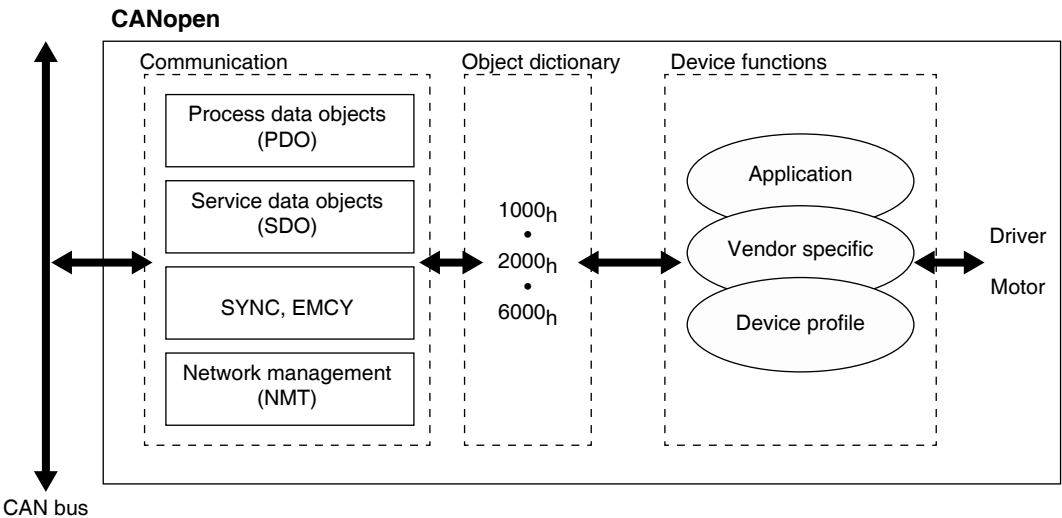 CANopen
Communication
Process data objects
(PDO)
Service data objects
(SDO)
SYNC, EMCY
Network management
(NMT)
Object dictionary
1000h
•
2000h
•
6000h
Device functions
Application
Vendor specific
Device profile
Driver
Motor
CAN bus